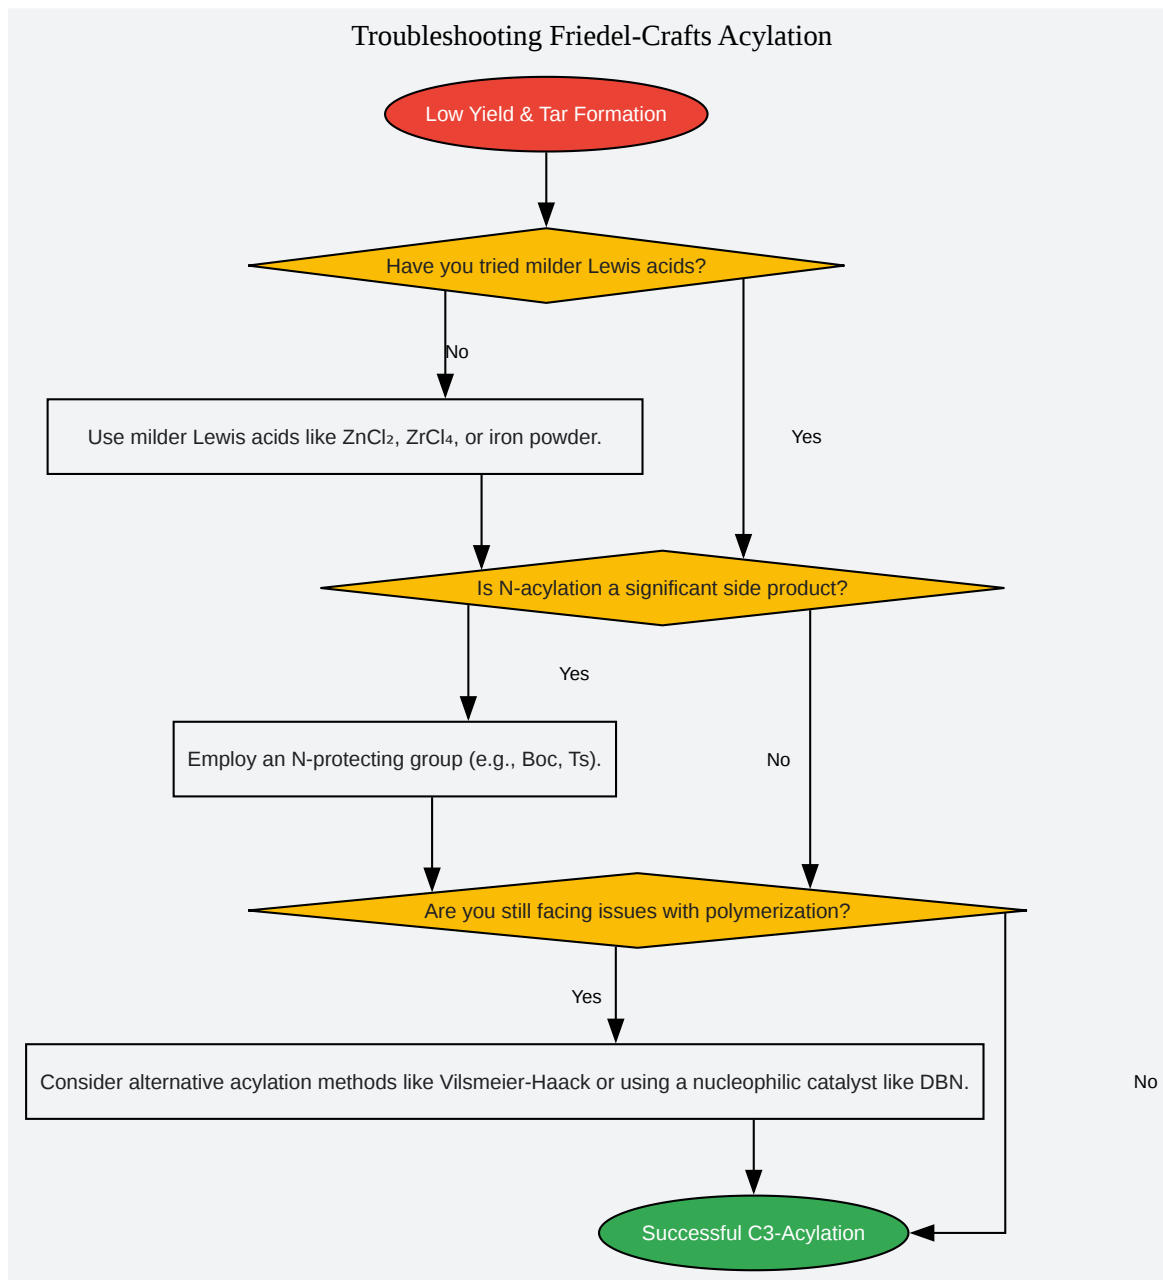 Troubleshooting Friedel-Crafts Acylation
Low Yield & Tar Formation
Have you tried milder Lewis acids?
No
Use milder Lewis acids like ZnCl₂, ZrCl₄, or iron powder.
Yes
Is N-acylation a significant side product?
Yes
Employ an N-protecting group (e.g., Boc, Ts).
No
Are you still facing issues with polymerization?
Yes
Consider alternative acylation methods like Vilsmeier-Haack or using a nucleophilic catalyst like DBN.
No
Successful C3-Acylation